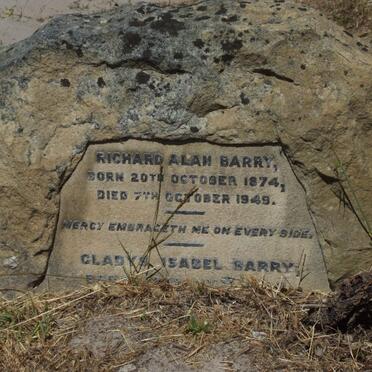 RICHARD ALAN BARRY,
BORN 20TH OCTOBER 1874,
DIED 7TH OCTOBER 1949.
MERCY EMBRACETH ME ON EVERY SIDE.
GLADYS ISABEL BARRY.